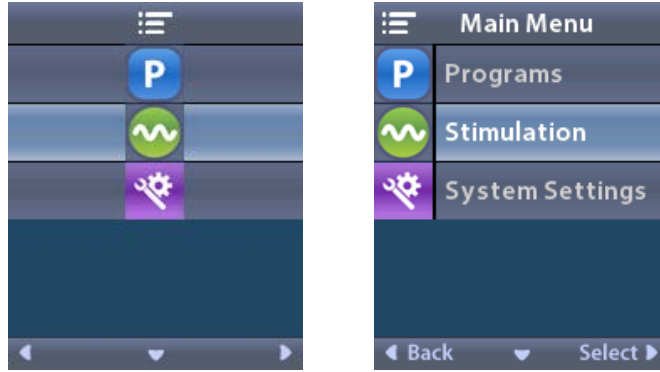 P
Main Menu
P Programs
Stimulation
System Settings
Back Select